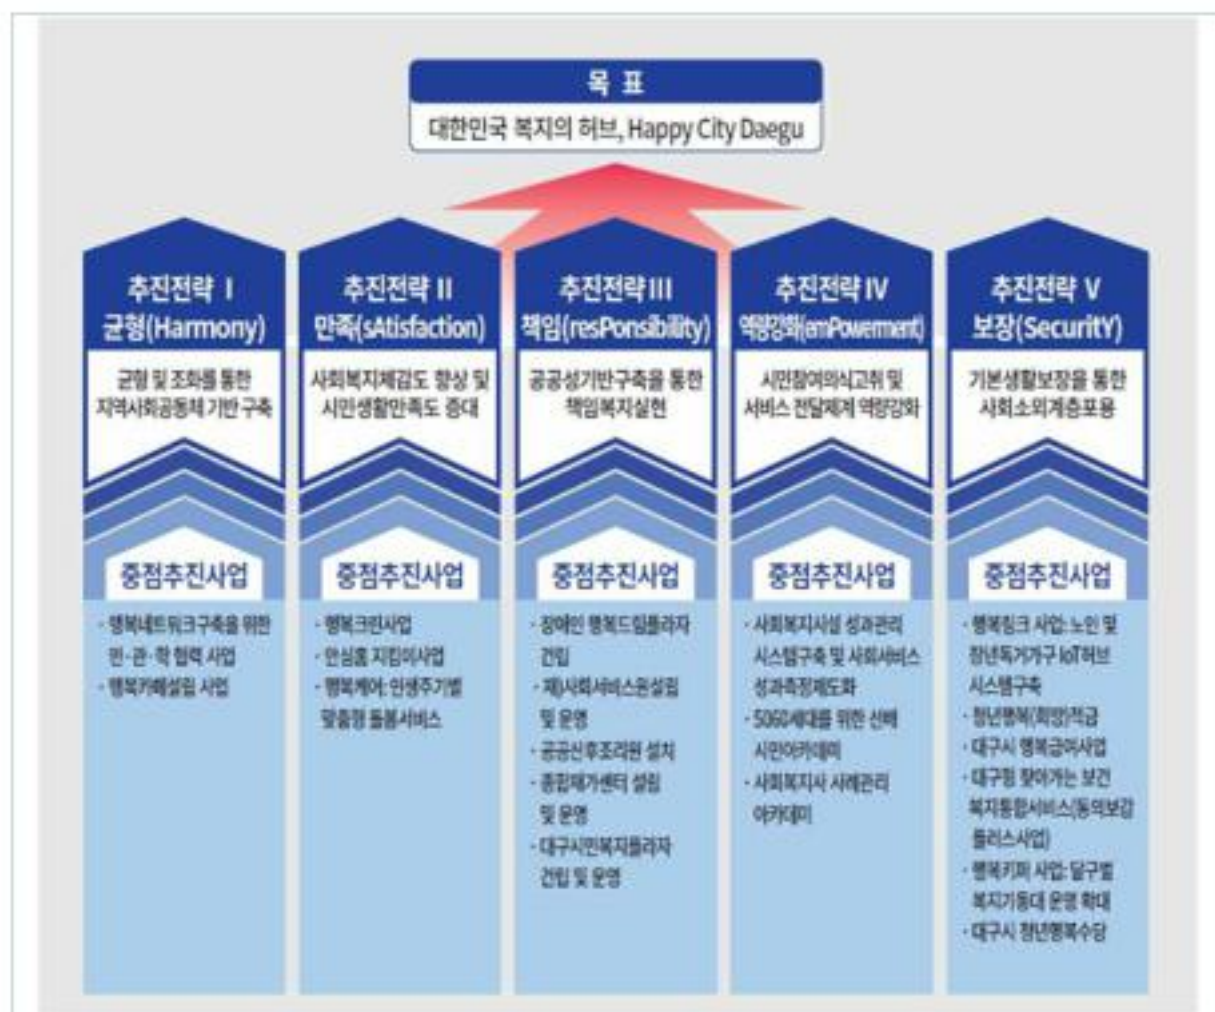 목 표
대한민국 복지의 허브, Happy City Daegu
추진전략 I
균형(Harmony)
균형 및 조화를 통한
지역사회공동체 기반 구축
중점추진사업
· 행복네트워크구축을 위한
민·관·학 협력 사업
· 행복카페설립 사업
추진전략 II
만족(sAtisfaction)
사회복지체감도 향상 및
시민생활만족도 증대
중점추진사업
· 행복크린사업
· 안심홈 지킴이사업
· 행복케어: 인생주기별
맞춤형 돌봄서비스
추진전략 III
책임(resPonsibility)
공공성기반구축을 통한
책임복지실현
중점추진사업
· 장애인 행복드림플라자
건립
· 재)사회서비스원설립
및 운영
· 공공산후조리원 설치
· 종합재가센터 설립
및 운영
· 대구시민복지플라자
건립 및 운영
추진전략 IV
역량강화(emPowerment)
시민참여의식고취 및
서비스 전달체계 역량강화
중점추진사업
· 사회복지시설 성과관리
시스템구축 및 사회서비스
성과측정제도화
· 5060세대를 위한 선배
시민아카데미
· 사회복지사 사례관리
아카데미
추진전략 V
보장(SecuritY)
기본생활보장을 통한
사회소외계층포용
중점추진사업
· 행복링크 사업: 노인 및
장년독거가구 IoT허브
시스템구축
· 청년행복(희망)적금
· 대구시 행복급여사업
· 대구형 찾아가는 보건
복지통합서비스(동의보감
플러스사업)
· 행복키퍼 사업: 달구벌
복지기동대 운영 확대
· 대구시 청년행복수당